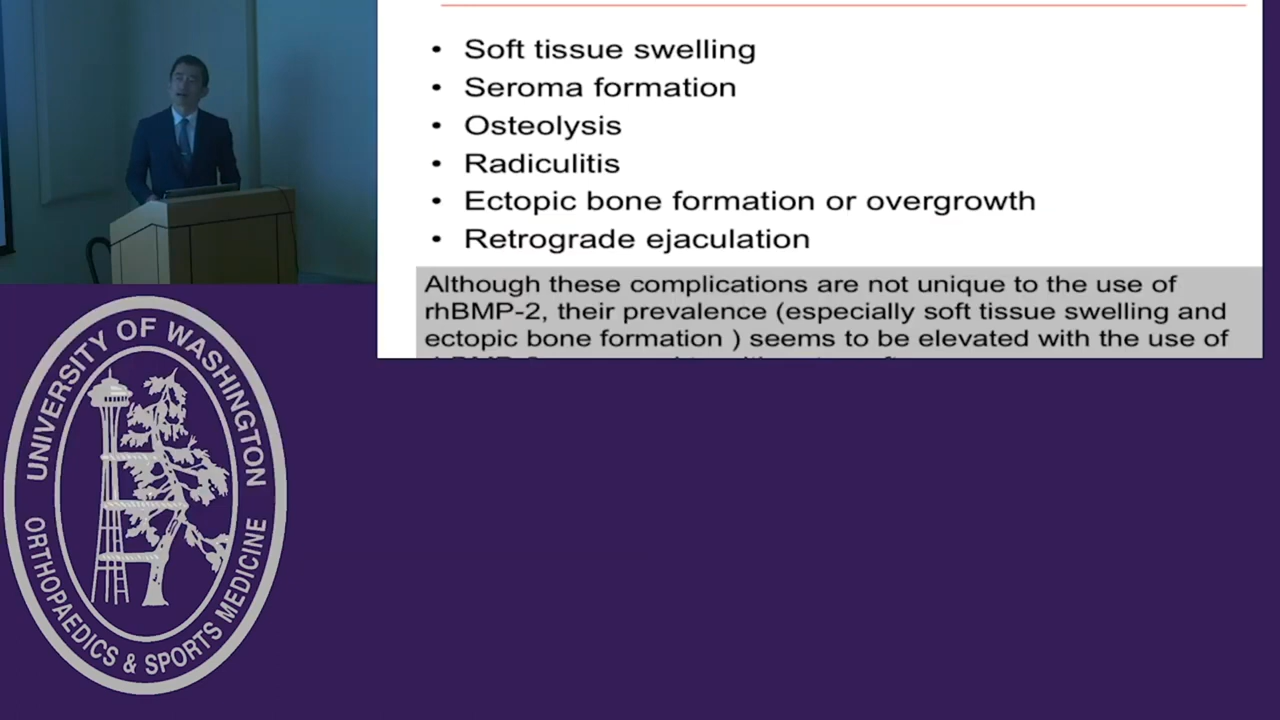 • Soft tissue swelling
• Seroma formation
• Osteolysis
• Radiculitis
• Ectopic bone formation or overgrowth
• Retrograde ejaculation
Although these complications are not unique to the use of
rhBMP-2, their prevalence (especially soft tissue swelling and
ectopic bone formation ) seems to be elevated with the use of
UNIVERSITY OF WASHINGTON
ORTHOPAEDICS & SPORTS MEDICINE